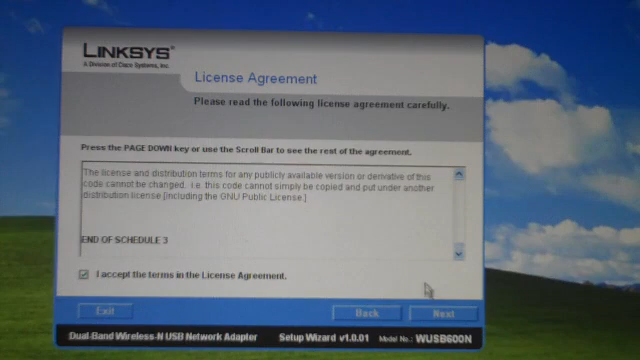 LINKSYS®
A Division of Cisco Systems, Inc.
License Agreement
Please read the following license agreement carefully.
Press the PAGE DOWN key or use the Scroll Bar to see the rest of the agreement.
The license and distribution terms for any publicly available version or derivative of this
code cannot be changed. i.e. this code cannot simply be copied and put under another
distribution license [including the GNU Public License.]
END OF SCHEDULE 3
I accept the terms in the License Agreement.
Exit
Back
Next
Dual-Band Wireless-N USB Network Adapter
Setup Wizard v1.0.01
Model No.: WUSB600N